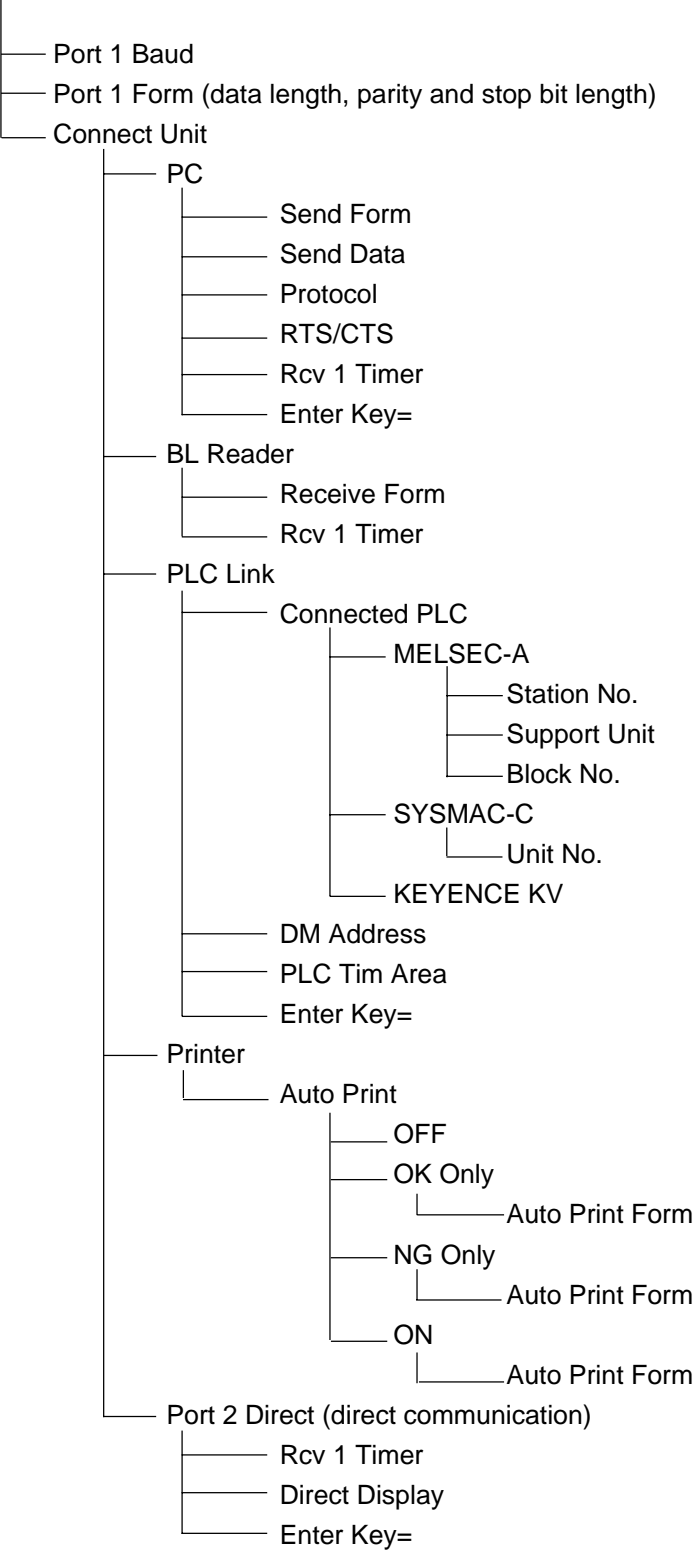 Port 1 Baud
Port 1 Form (data length, parity and stop bit length)
Connect Unit
PC
Send Form
Send Data
Protocol
RTS/CTS
Rcv 1 Timer
Enter Key=
BL Reader
Receive Form
Rcv 1 Timer
PLC Link
Connected PLC
MELSEC-A
Station No.
Support Unit
Block No.
SYSMAC-C
Unit No.
KEYENCE KV
DM Address
PLC Tim Area
Enter Key=
Printer
Auto Print
OFF
OK Only
Auto Print Form
NG Only
Auto Print Form
ON
Auto Print Form
Port 2 Direct (direct communication)
Rcv 1 Timer
Direct Display
Enter Key=